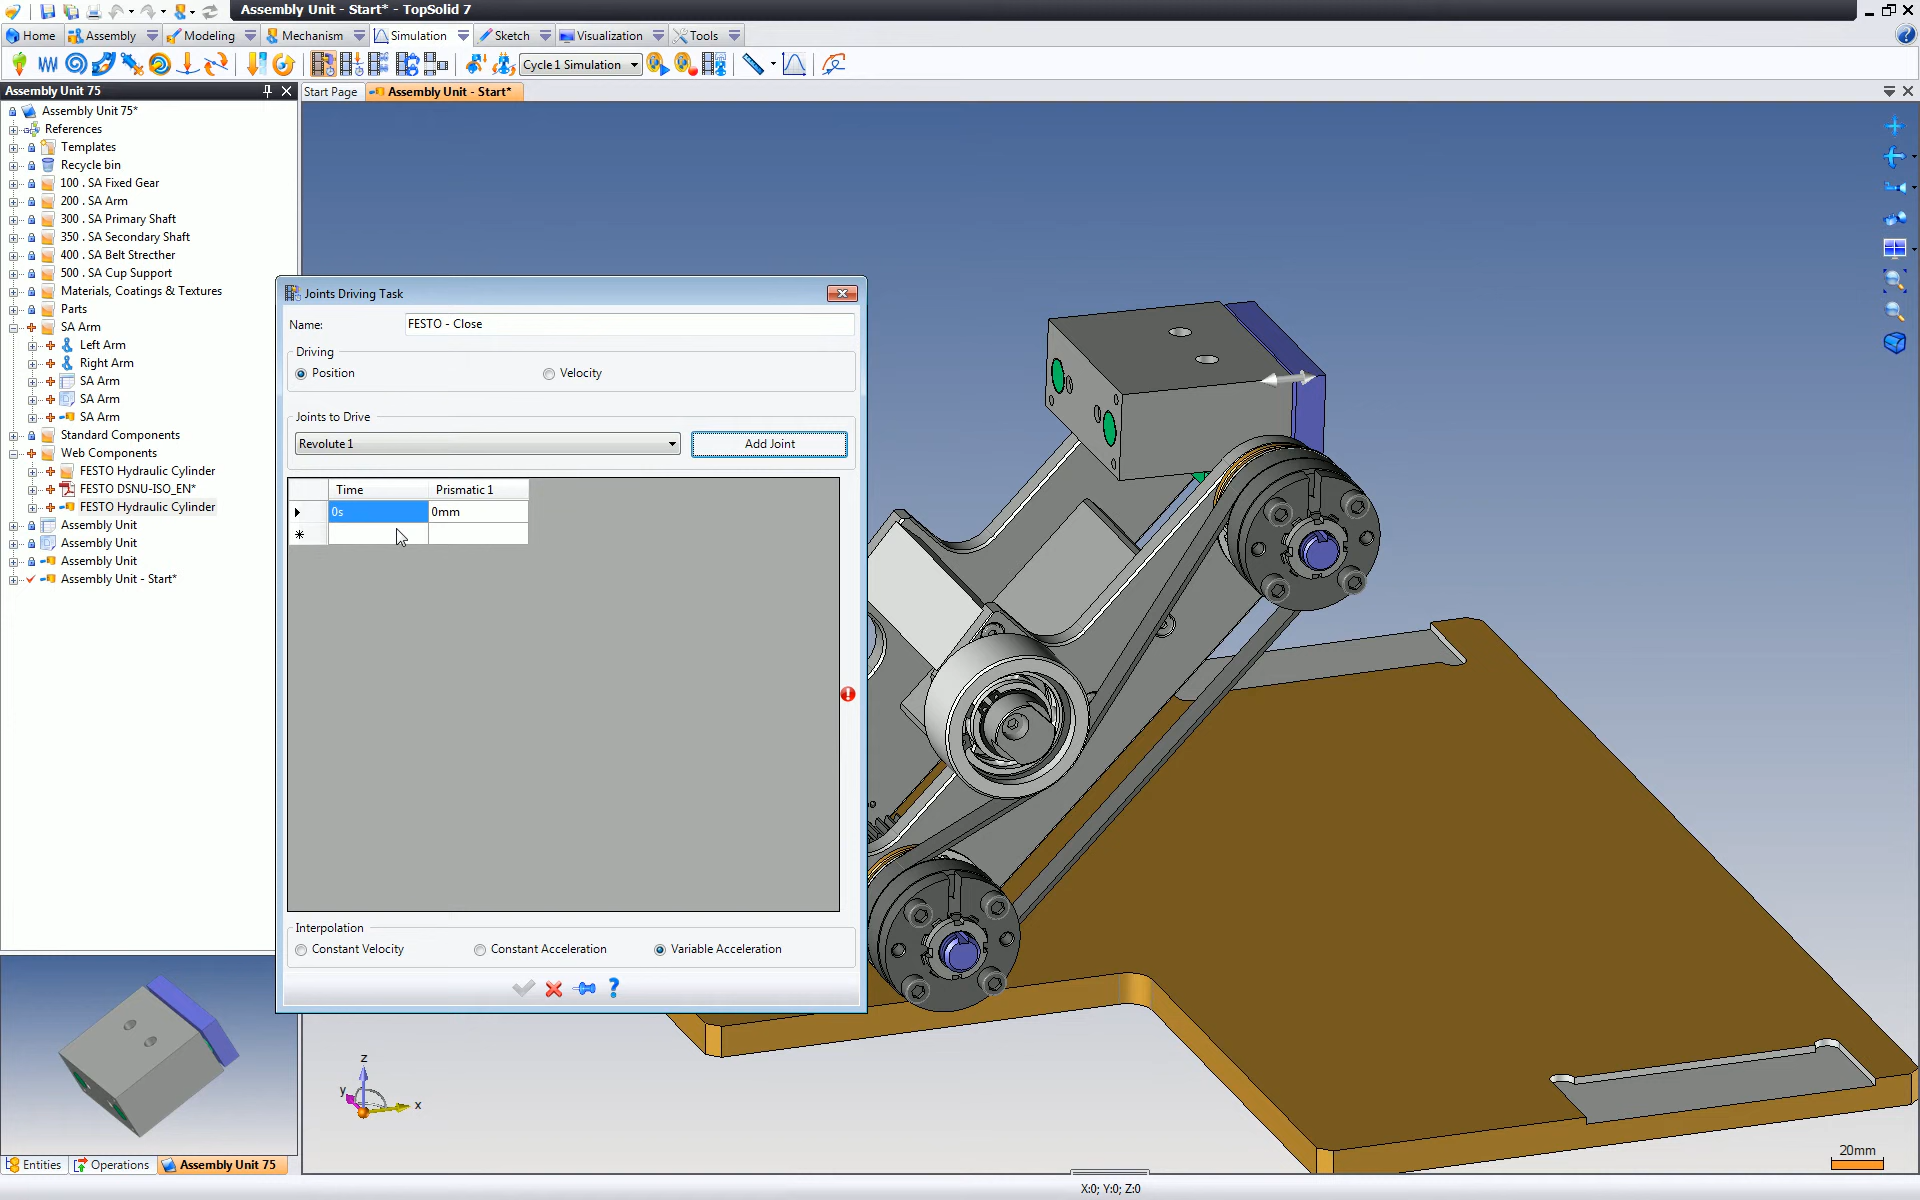 Assembly Unit - Start* - TopSolid 7
Home Assembly Modeling Mechanism Simulation Sketch Visualization Tools
Cycle 1 Simulation
Assembly Unit 75
Start Page Assembly Unit - Start*
Assembly Unit 75*
References
Templates
Recycle bin
100 . SA Fixed Gear
200 . SA Arm
300 . SA Primary Shaft
350 . SA Secondary Shaft
400 . SA Belt Strecther
500 . SA Cup Support
Materials, Coatings & Textures
Parts
SA Arm
Left Arm
Right Arm
SA Arm
SA Arm
SA Arm
Standard Components
Web Components
FESTO Hydraulic Cylinder
FESTO DSNU-ISO_EN*
FESTO Hydraulic Cylinder
Assembly Unit
Assembly Unit
Assembly Unit
Assembly Unit - Start*
Joints Driving Task
Name: FESTO - Close
Driving
Position Velocity
Joints to Drive
Revolute 1 Add Joint
Time Prismatic 1
0s 0mm
Interpolation
Constant Velocity Constant Acceleration Variable Acceleration
z
y
x
20mm
Entities Operations Assembly Unit 75
X:0; Y:0; Z:0